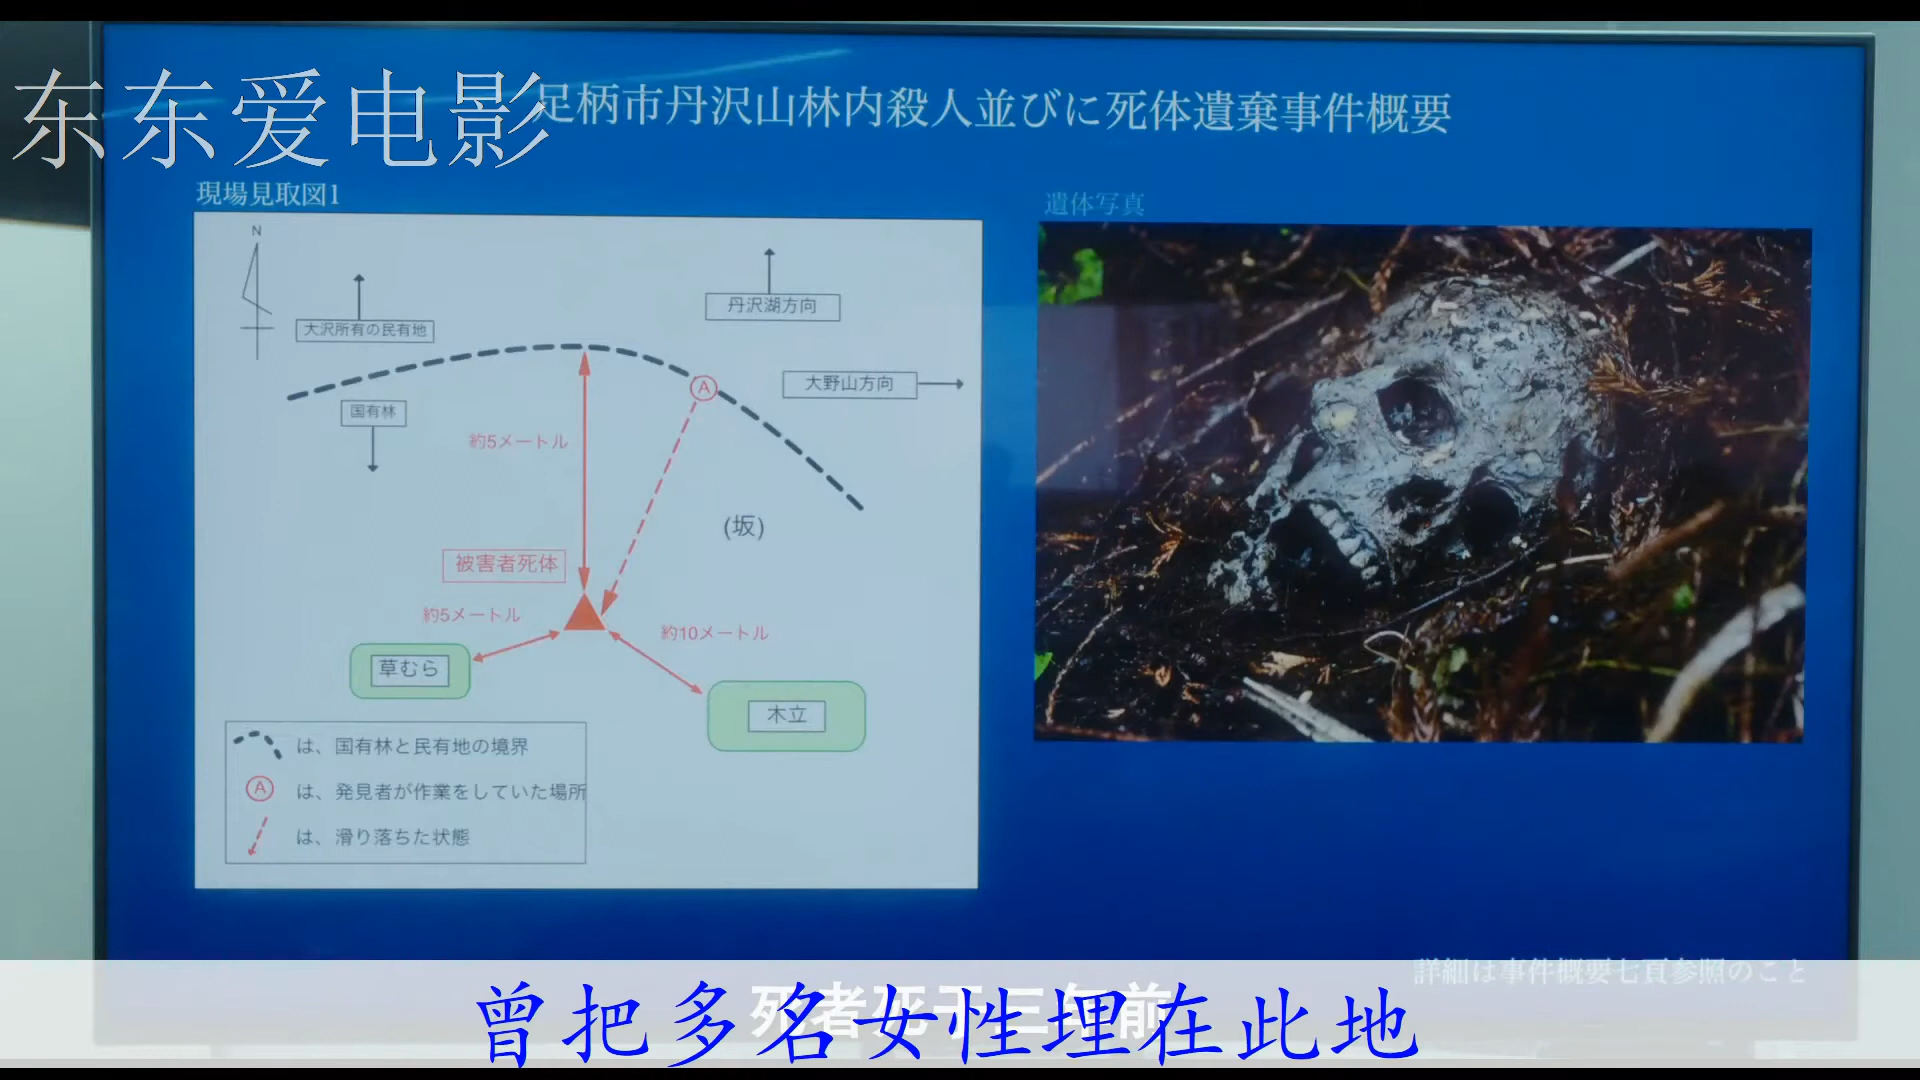 东东爱电影
足柄市丹沢山林内殺人並びに死体遺棄事件概要
現場見取図1
遺体写真
N
大沢所有の民有地
丹沢湖方向
大野山方向
国有林
A
約5メートル
(坂)
被害者死体
約5メートル
約10メートル
草むら
木立
は、国有林と民有地の境界
A は、発見者が作業をしていた場所
は、滑り落ちた状態
詳細は事件概要七頁参照のこと
死者死于三年前
曾把多名女性埋在此地